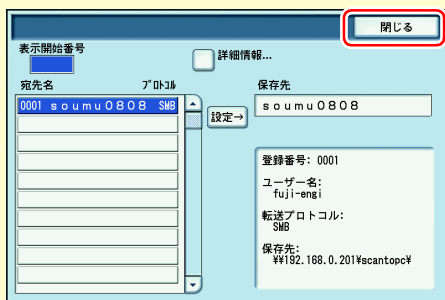 閉じる
表示開始番号
詳細情報...
宛先名 プロトコル
保存先
0001 soumu0808 SMB
設定→
soumu0808
登録番号: 0001
ユーザー名:
fuji-engi
転送プロトコル:
SMB
保存先:
¥¥192.168.0.201¥scantopc¥